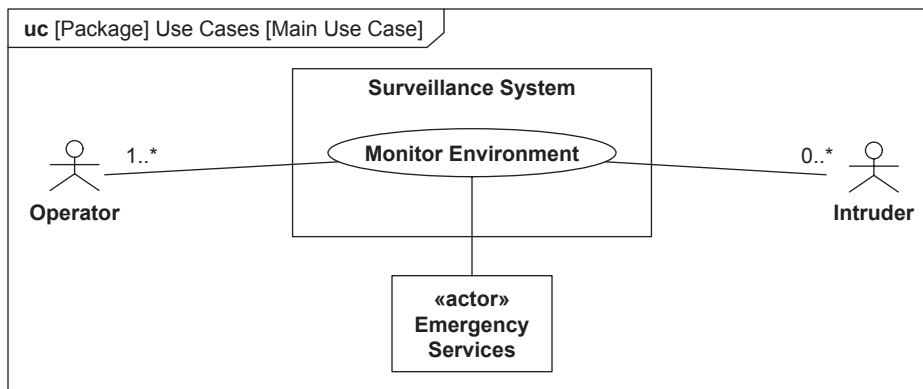 uc [Package] Use Cases [Main Use Case]
Surveillance System
1..*
Monitor Environment
0..*
Operator
Intruder
«actor»
Emergency
Services